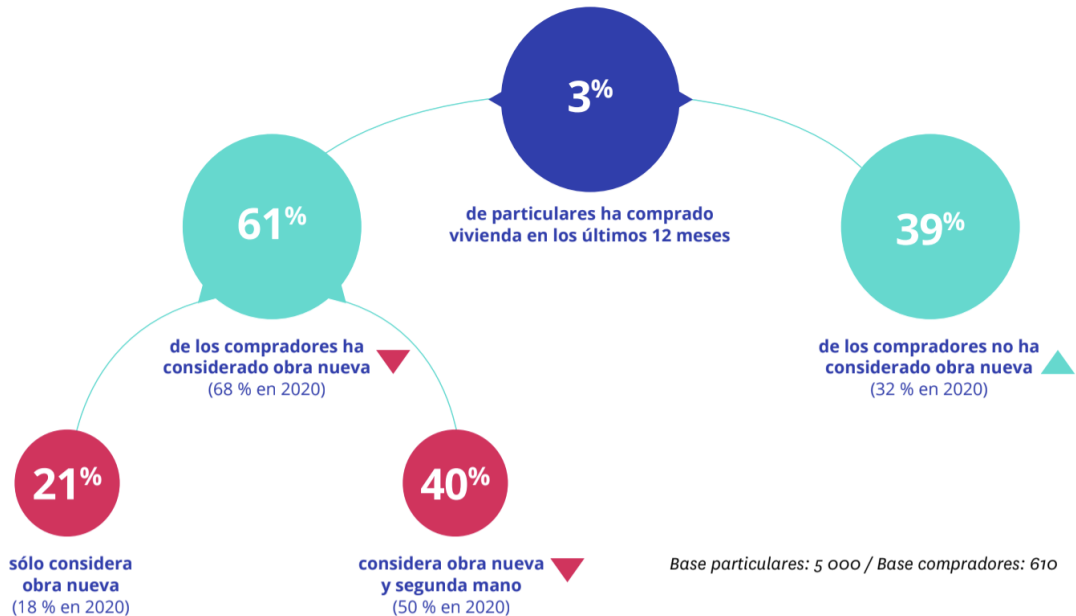 3%
de particulares ha comprado
vivienda en los últimos 12 meses
61%
de los compradores ha
considerado obra nueva
(68 % en 2020)
39%
de los compradores no ha
considerado obra nueva
(32 % en 2020)
21%
sólo considera
obra nueva
(18 % en 2020)
40%
considera obra nueva
y segunda mano
(50 % en 2020)
Base particulares: 5 000 / Base compradores: 610